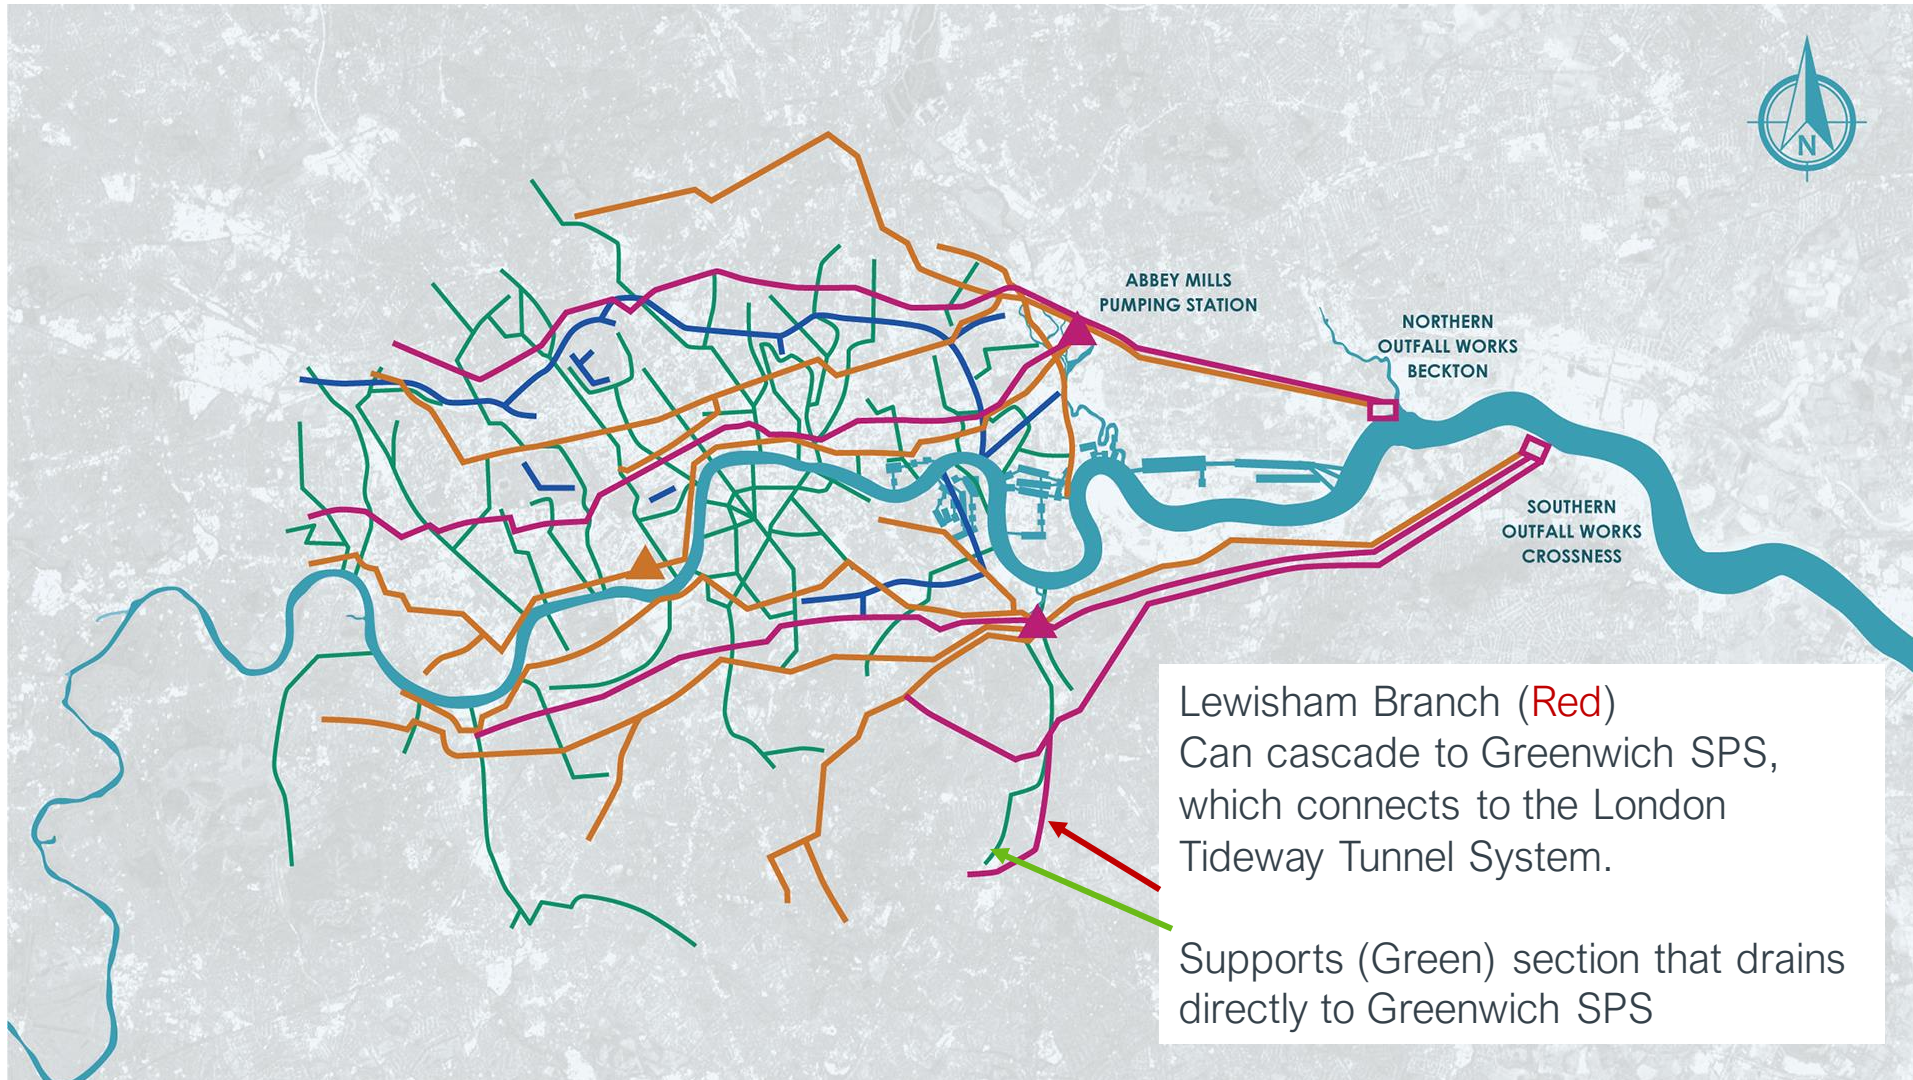 N
ABBEY MILLS
PUMPING STATION
NORTHERN
OUTFALL WORKS
BECKTON
SOUTHERN
OUTFALL WORKS
CROSSNESS
Lewisham Branch (Red)
Can cascade to Greenwich SPS,
which connects to the London
Tideway Tunnel System.
Supports (Green) section that drains
directly to Greenwich SPS